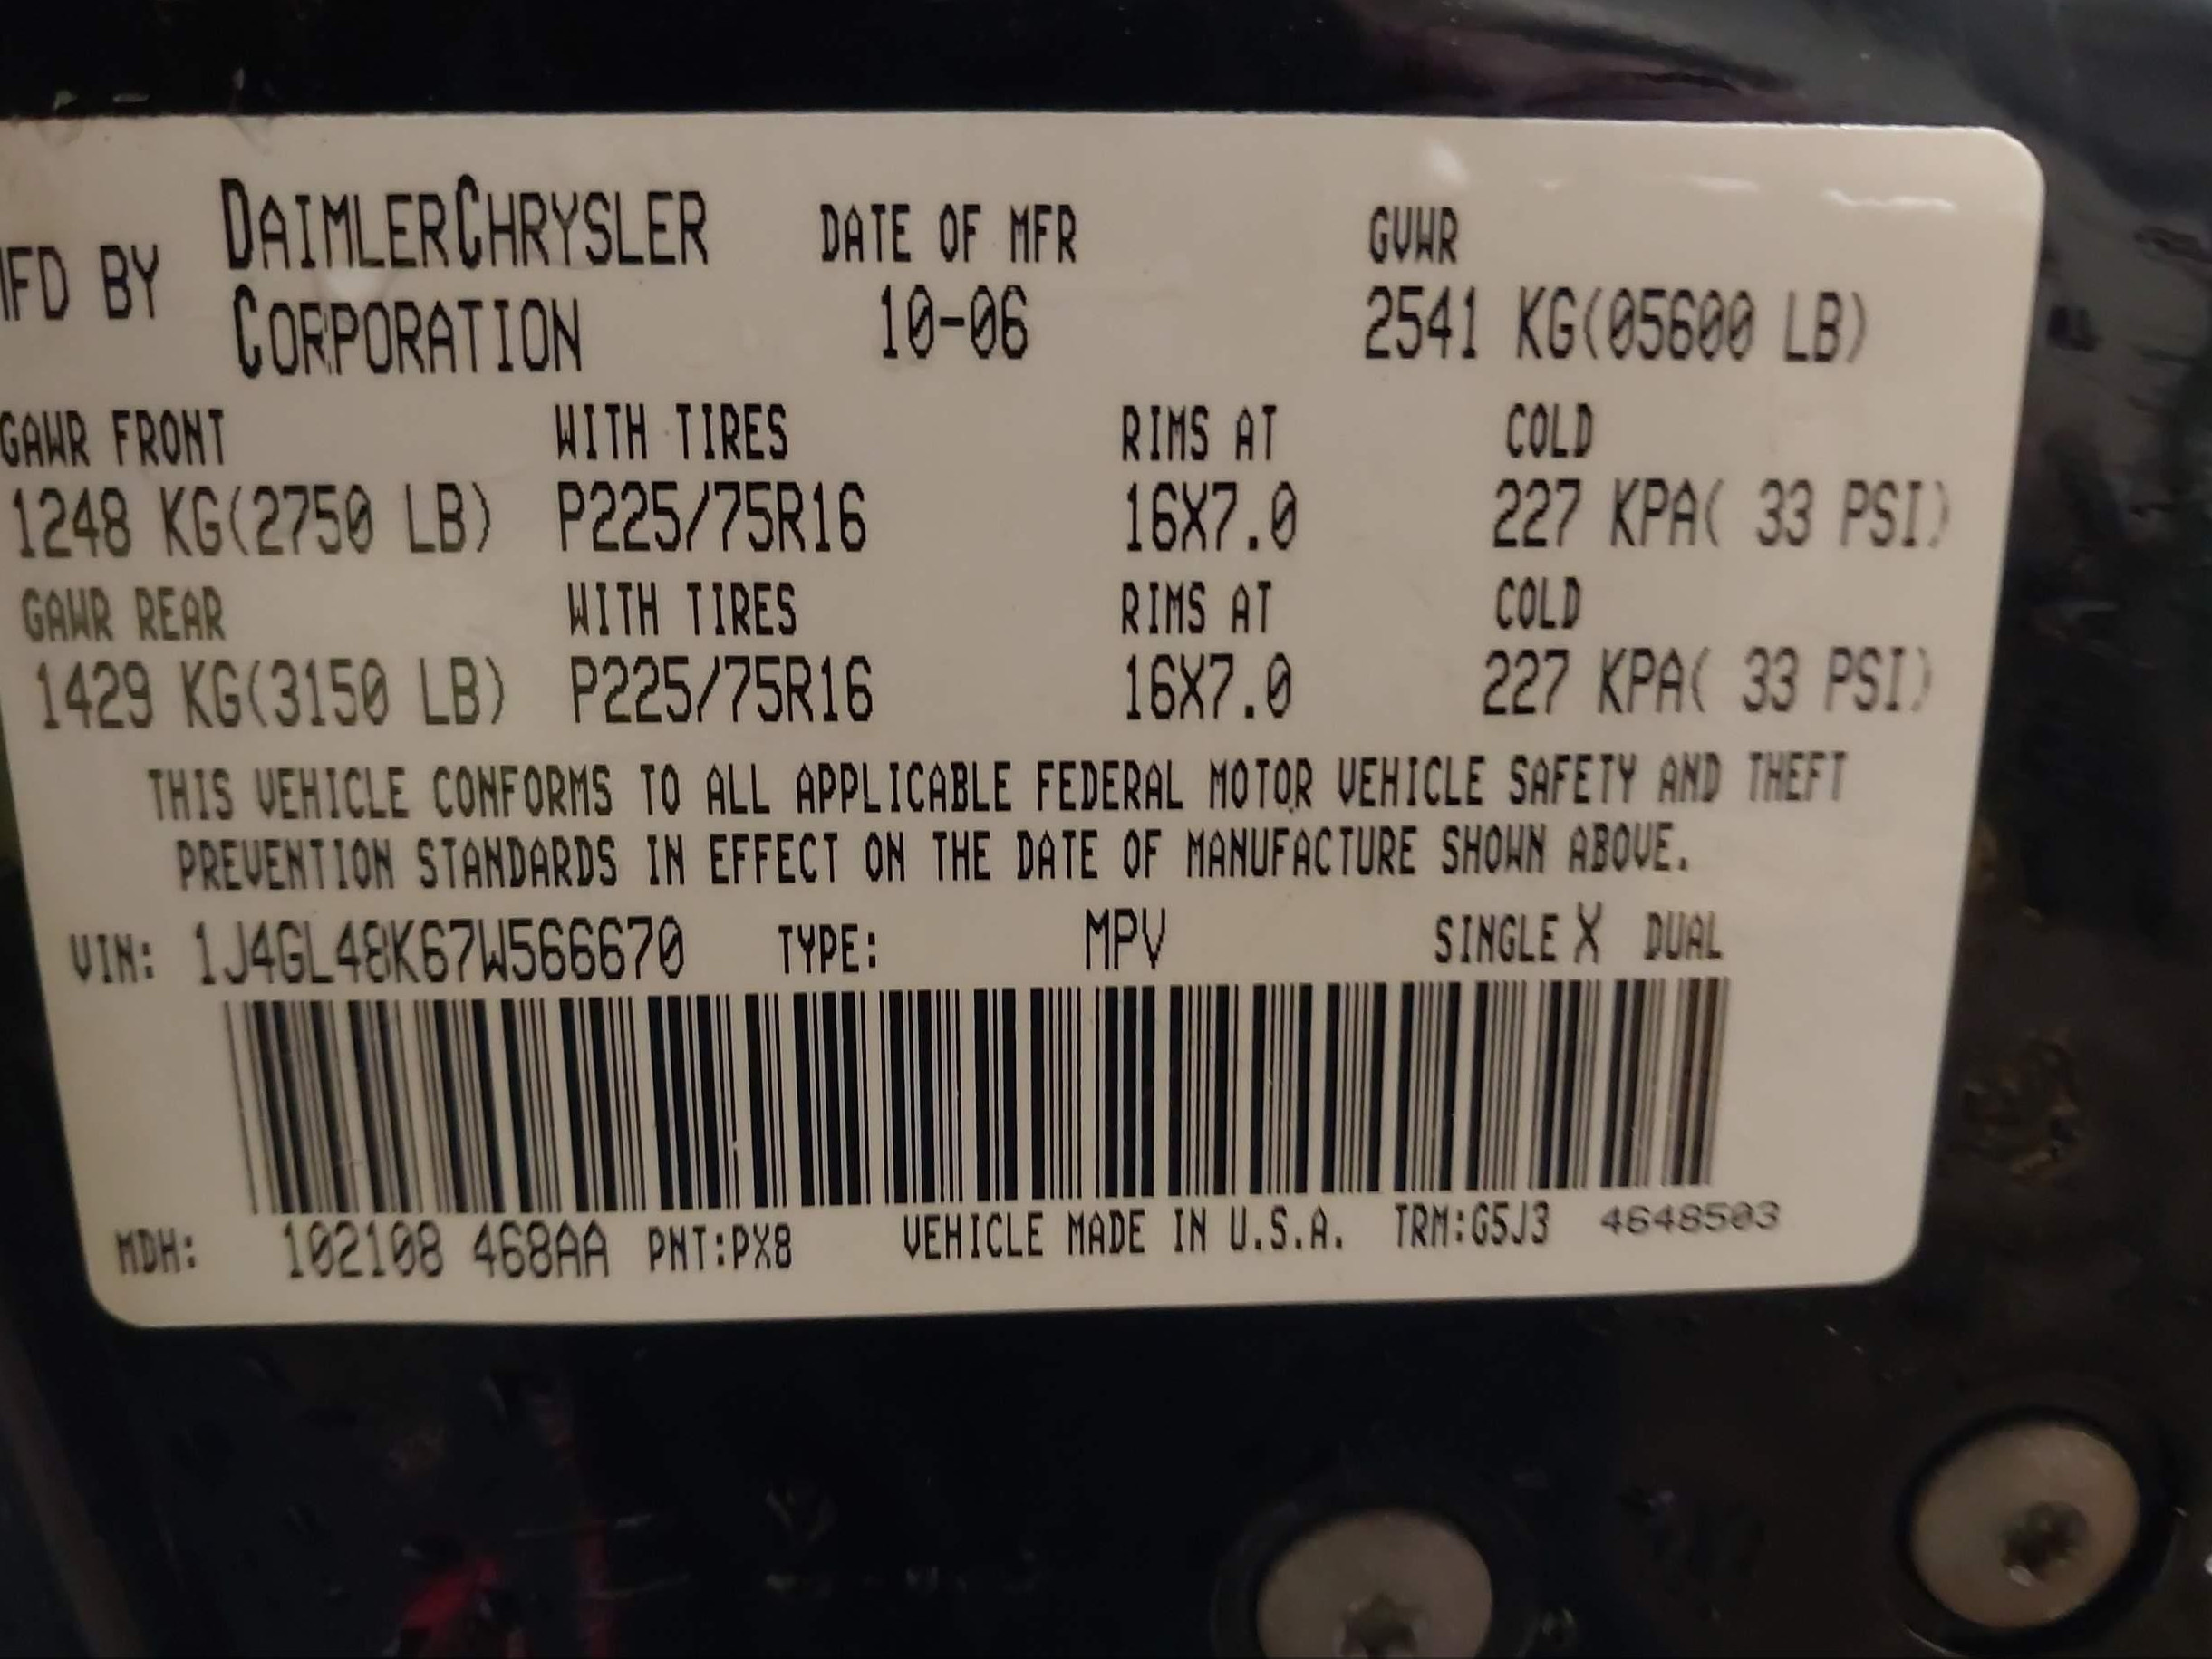 MFD BY DAIMLERCHRYSLER CORPORATION
DATE OF MFR 10-06
GVWR 2541 KG(05600 LB)
GAWR FRONT WITH TIRES RIMS AT COLD
1248 KG(2750 LB) P225/75R16 16X7.0 227 KPA( 33 PSI)
GAWR REAR WITH TIRES RIMS AT COLD
1429 KG(3150 LB) P225/75R16 16X7.0 227 KPA( 33 PSI)
THIS VEHICLE CONFORMS TO ALL APPLICABLE FEDERAL MOTOR VEHICLE SAFETY AND THEFT
PREVENTION STANDARDS IN EFFECT ON THE DATE OF MANUFACTURE SHOWN ABOVE.
VIN: 1J4GL48K67W566670 TYPE: MPV SINGLE X DUAL
MDH: 102108 468AA PNT:PX8 VEHICLE MADE IN U.S.A. TRM:G5J3 4648503